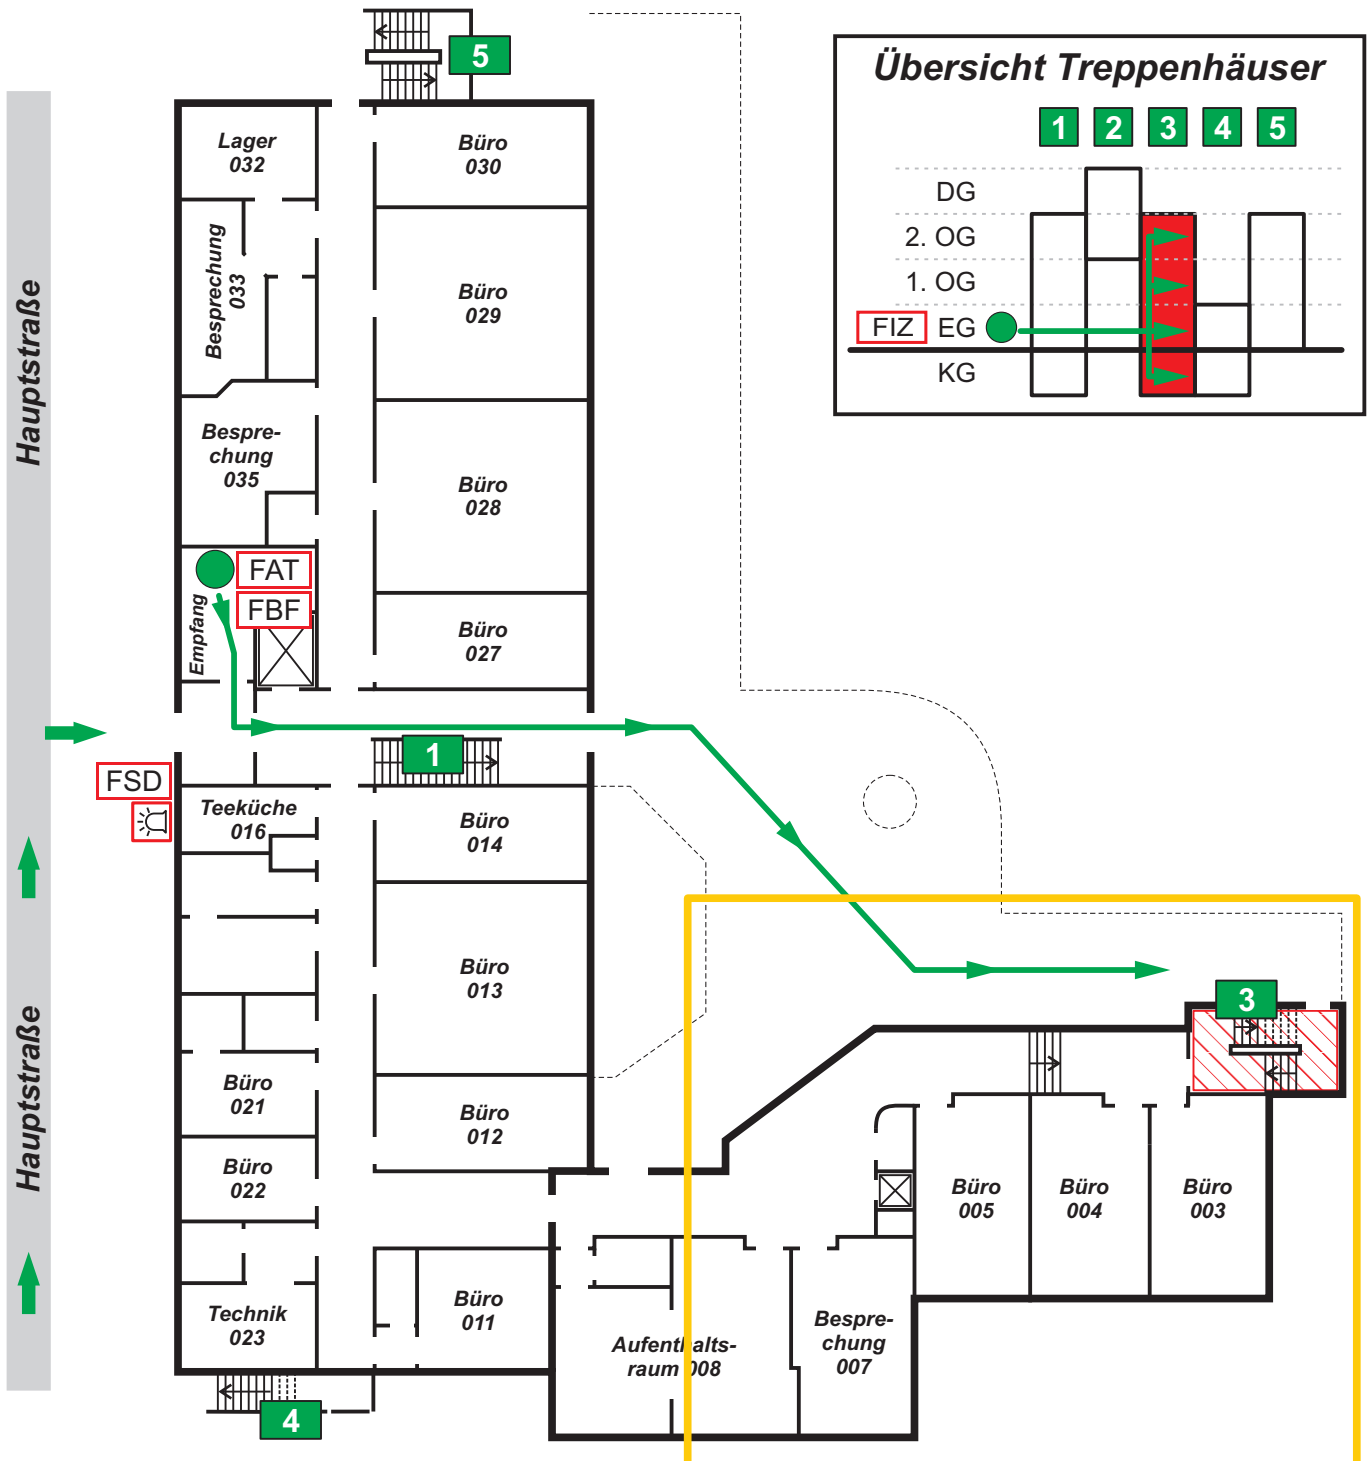 5
Übersicht Treppenhäuser
1 2 3 4 5
DG
2. OG
1. OG
FIZ EG
KG
Hauptstraße
Lager
032
Büro
030
Besprechung
033
Büro
029
Bespre-
chung
035
Büro
028
FAT
FBF
Empfang
Büro
027
1
FSD
Teeküche
016
Büro
014
Büro
013
Hauptstraße
3
Büro
021
Büro
012
Büro
022
Büro
005
Büro
004
Büro
003
Technik
023
Büro
011
Aufenthalts-
raum 008
Bespre-
chung
007
4